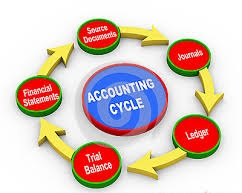 Source
Documents
Journals
Ledger
Trial
Balance
Financial
Statements
ACCOUNTING
CYCLE